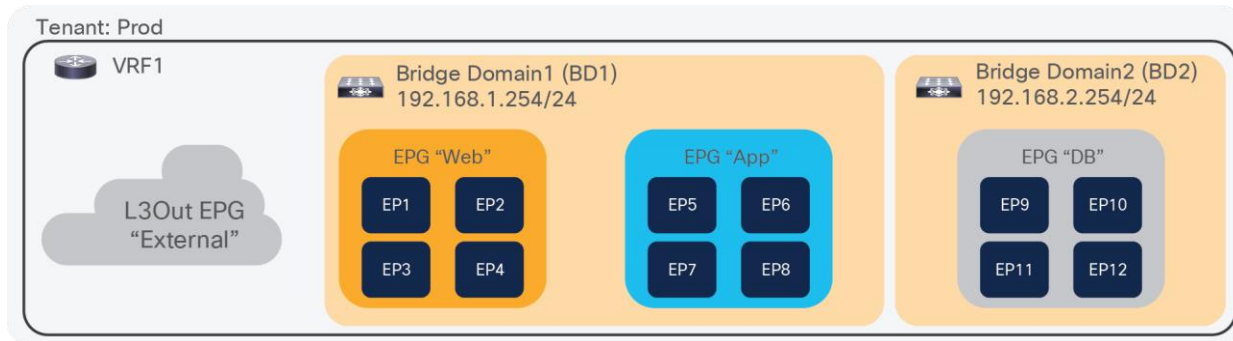 Tenant: Prod
VRF1
Bridge Domain1 (BD1)
192.168.1.254/24
Bridge Domain2 (BD2)
192.168.2.254/24
L3Out EPG
“External”
EPG “Web”
EP1
EP2
EP3
EP4
EPG “App”
EP5
EP6
EP7
EP8
EPG “DB”
EP9
EP10
EP11
EP12